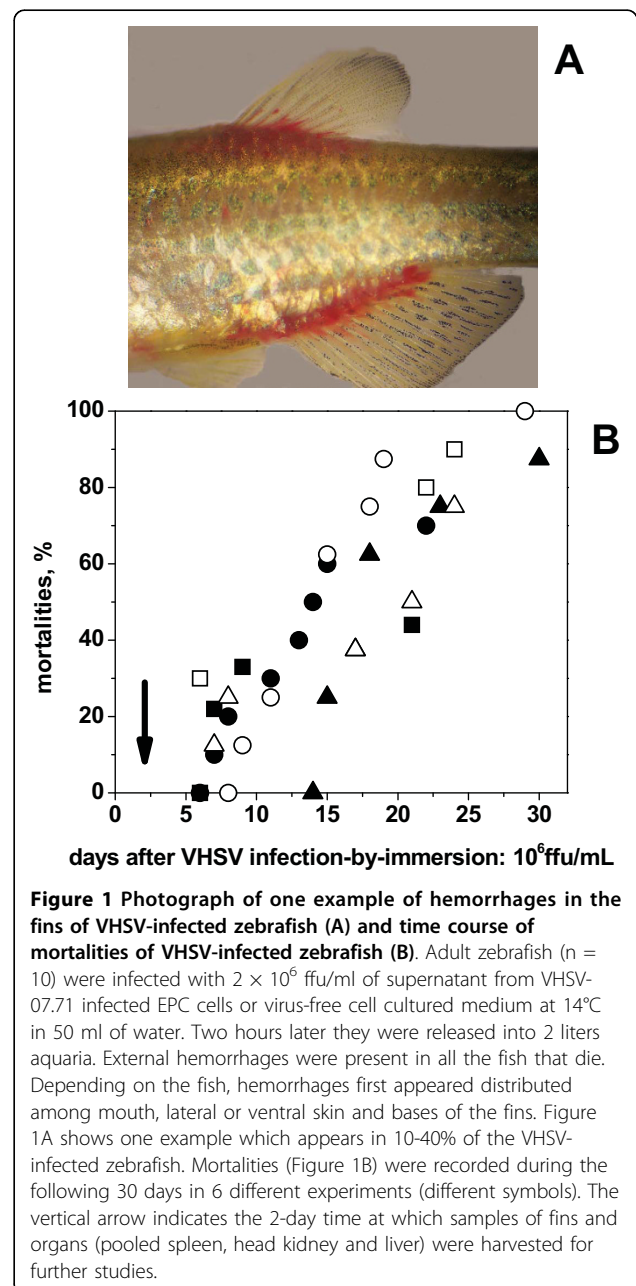 A
B
100
80
60
40
20
0
mortalities, %
0 5 10 15 20 25 30
days after VHSV infection-by-immersion: 10⁶ffu/mL
Figure 1 Photograph of one example of hemorrhages in the
fins of VHSV-infected zebrafish (A) and time course of
mortalities of VHSV-infected zebrafish (B). Adult zebrafish (n =
10) were infected with 2 × 10⁶ ffu/ml of supernatant from VHSV-
07.71 infected EPC cells or virus-free cell cultured medium at 14°C
in 50 ml of water. Two hours later they were released into 2 liters
aquaria. External hemorrhages were present in all the fish that die.
Depending on the fish, hemorrhages first appeared distributed
among mouth, lateral or ventral skin and bases of the fins. Figure
1A shows one example which appears in 10-40% of the VHSV-
infected zebrafish. Mortalities (Figure 1B) were recorded during the
following 30 days in 6 different experiments (different symbols). The
vertical arrow indicates the 2-day time at which samples of fins and
organs (pooled spleen, head kidney and liver) were harvested for
further studies.